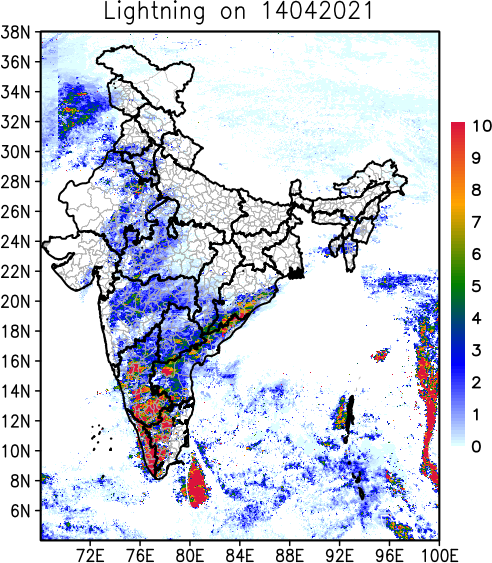 Lightning on 14042021
38N
36N
34N
32N
30N
28N
26N
24N
22N
20N
18N
16N
14N
12N
10N
8N
6N
72E 76E 80E 84E 88E 92E 96E 100E
10
9
8
7
6
5
4
3
2
1
0